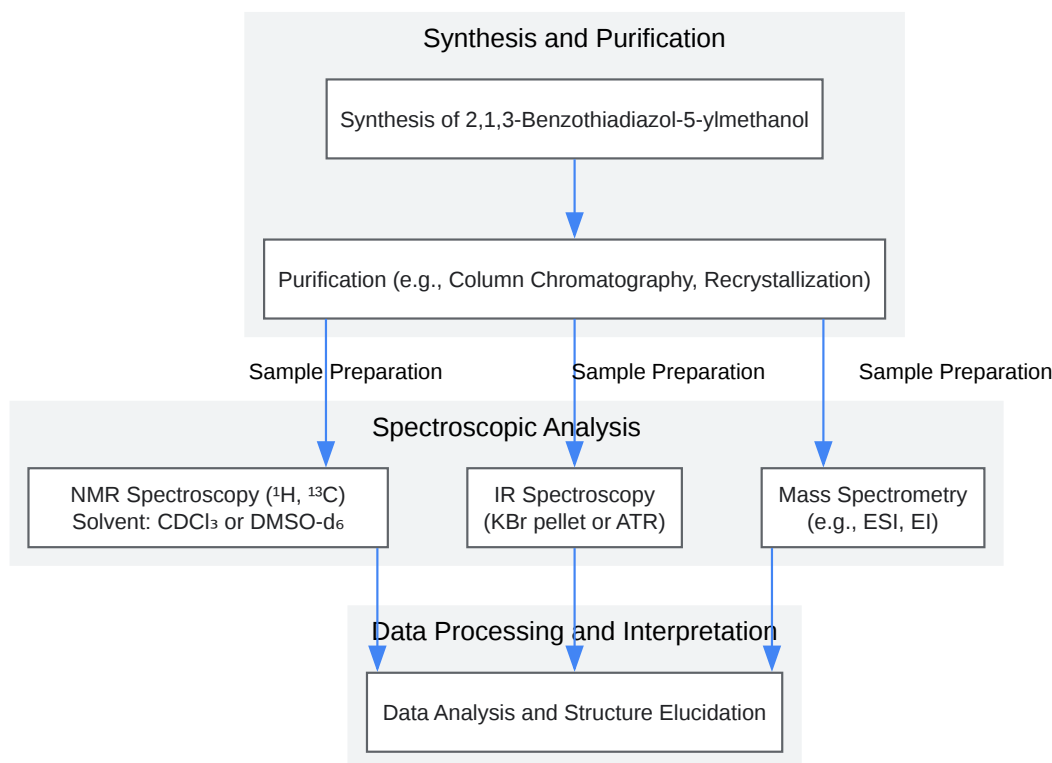 Synthesis and Purification
Synthesis of 2,1,3-Benzothiadiazol-5-ylmethanol
Purification (e.g., Column Chromatography, Recrystallization)
Sample Preparation
Sample Preparation
Sample Preparation
Spectroscopic Analysis
NMR Spectroscopy (¹H, ¹³C)
Solvent: CDCl₃ or DMSO-d₆
IR Spectroscopy
(KBr pellet or ATR)
Mass Spectrometry
(e.g., ESI, EI)
Data Processing and Interpretation
Data Analysis and Structure Elucidation